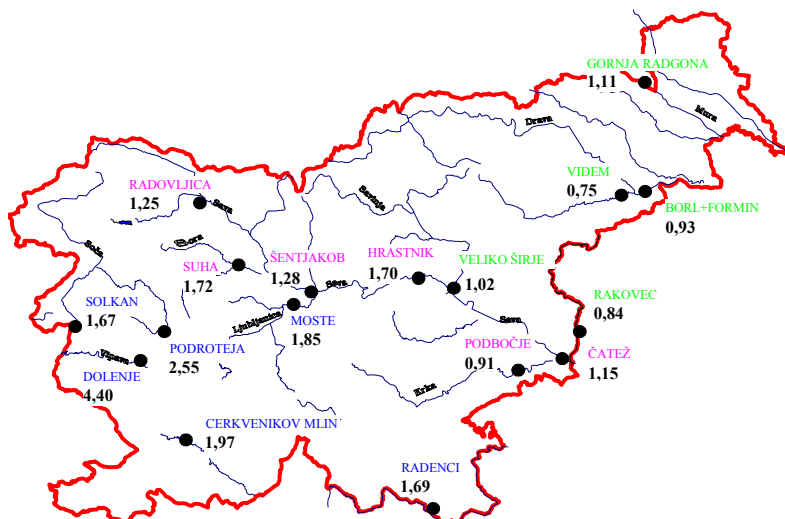 GORNJA RADGONA
1,11
Mura
Drava
VIDEM
0,75
BORL+FORMIN
0,93
RADOVLJICA
1,25
Sava
Savinja
Sora
Soča
SUHA
1,72
ŠENTJAKOB
1,28
Sava
HRASTNIK
1,70
VELIKO ŠIRJE
1,02
SOLKAN
1,67
Ljubljanica
MOSTE
1,85
Sava
RAKOVEC
0,84
PODROTEJA
2,55
Vipava
DOLENJE
4,40
PODBOČJE
0,91
ČATEŽ
1,15
Krka
CERKVENIKOV MLIN
1,97
RADENCI
1,69